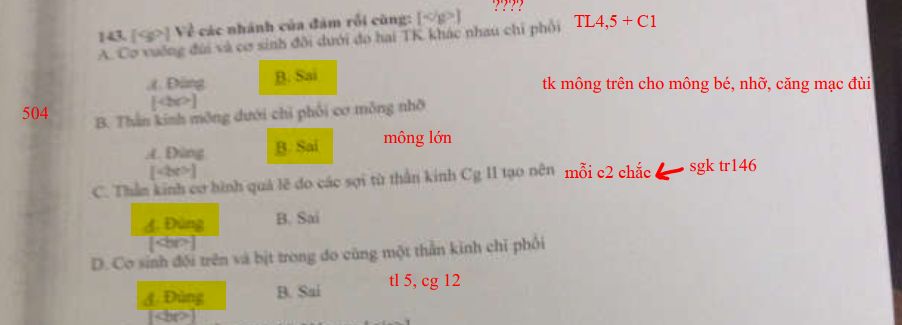 ????
143. [<g>] Về các nhánh của đám rối cùng: [</g>]
A. Cơ vuông đùi và cơ sinh đôi dưới do hai TK khác nhau chi phối TL4,5 + C1
A. Đúng B. Sai
tk mông trên cho mông bé, nhỡ, căng mạc đùi
[<br>]
504
B. Thần kinh mông dưới chi phối cơ mông nhỡ
mông lớn
A. Đúng B. Sai
[<br>]
C. Thần kinh cơ hình quả lê do các sợi từ thần kinh Cg II tạo nên mỗi c2 chắc sgk tr146
A. Đúng B. Sai
[<br>]
D. Cơ sinh đôi trên và bịt trong do cùng một thần kinh chi phối
tl 5, cg 12
A. Đúng B. Sai
[<br>]